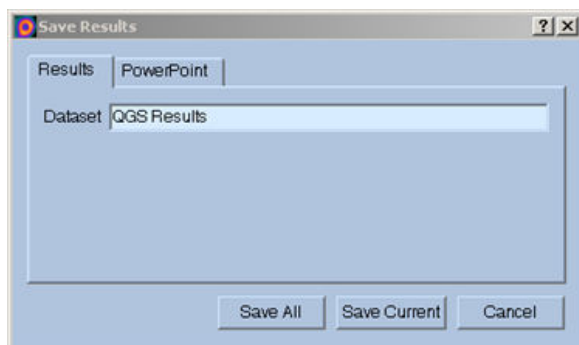 Save Results
Results PowerPoint
Dataset QGS Results
Save All Save Current Cancel